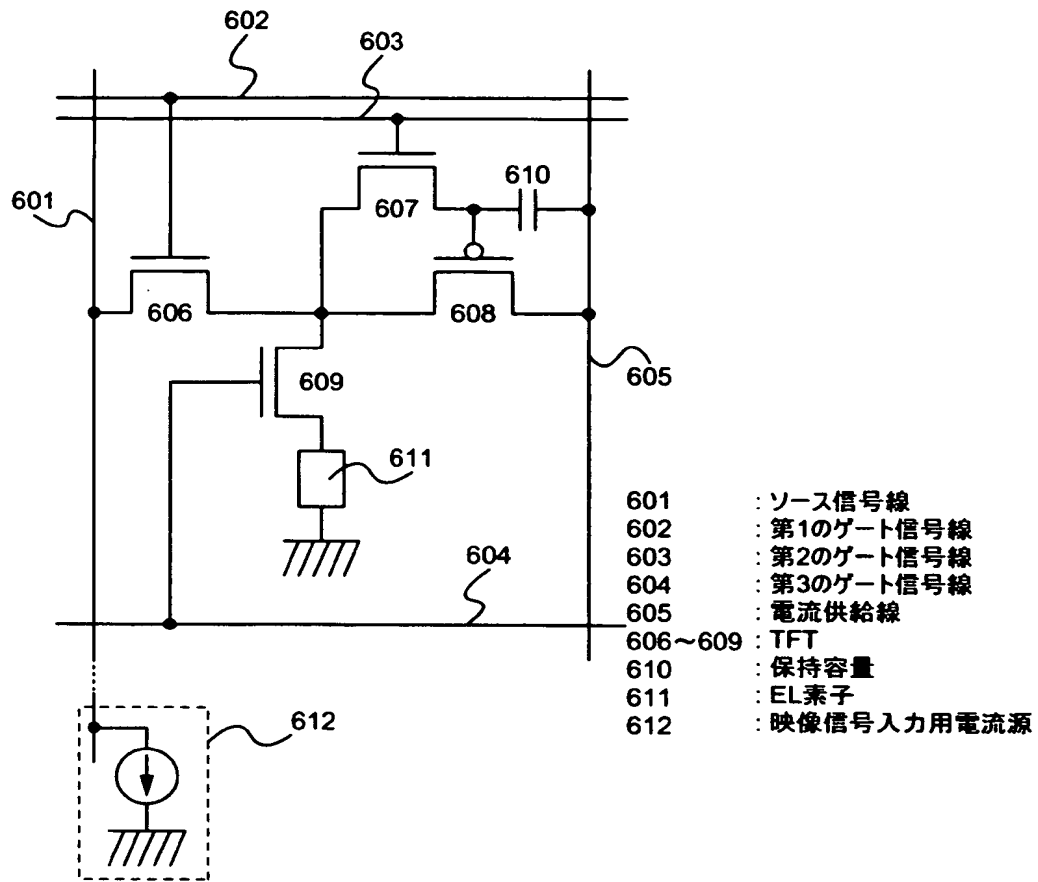 602
603
601
610
607
606
608
605
609
611
604
612
601 : ソース信号線
602 : 第1のゲート信号線
603 : 第2のゲート信号線
604 : 第3のゲート信号線
605 : 電流供給線
606～609 : TFT
610 : 保持容量
611 : EL素子
612 : 映像信号入力用電流源